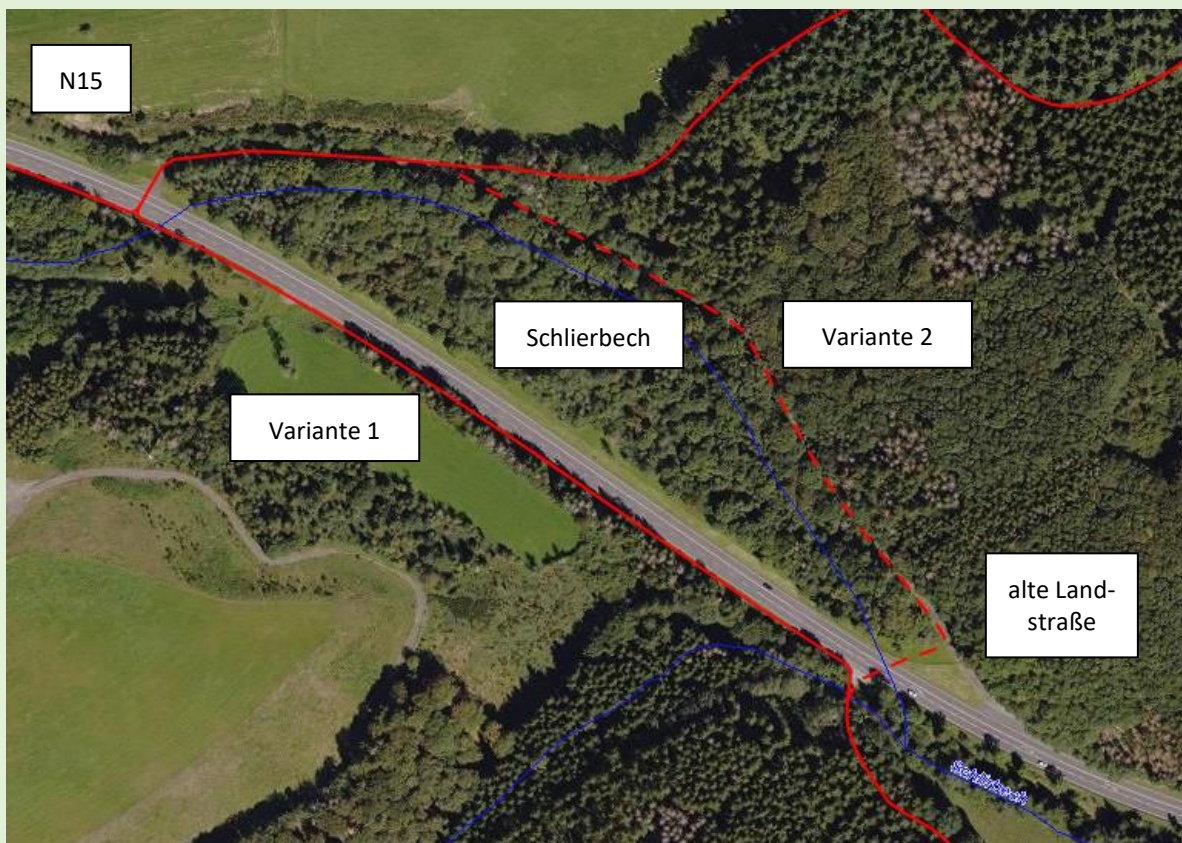 N15
Schlierbech
Variante 2
Variante 1
alte Land-
straße